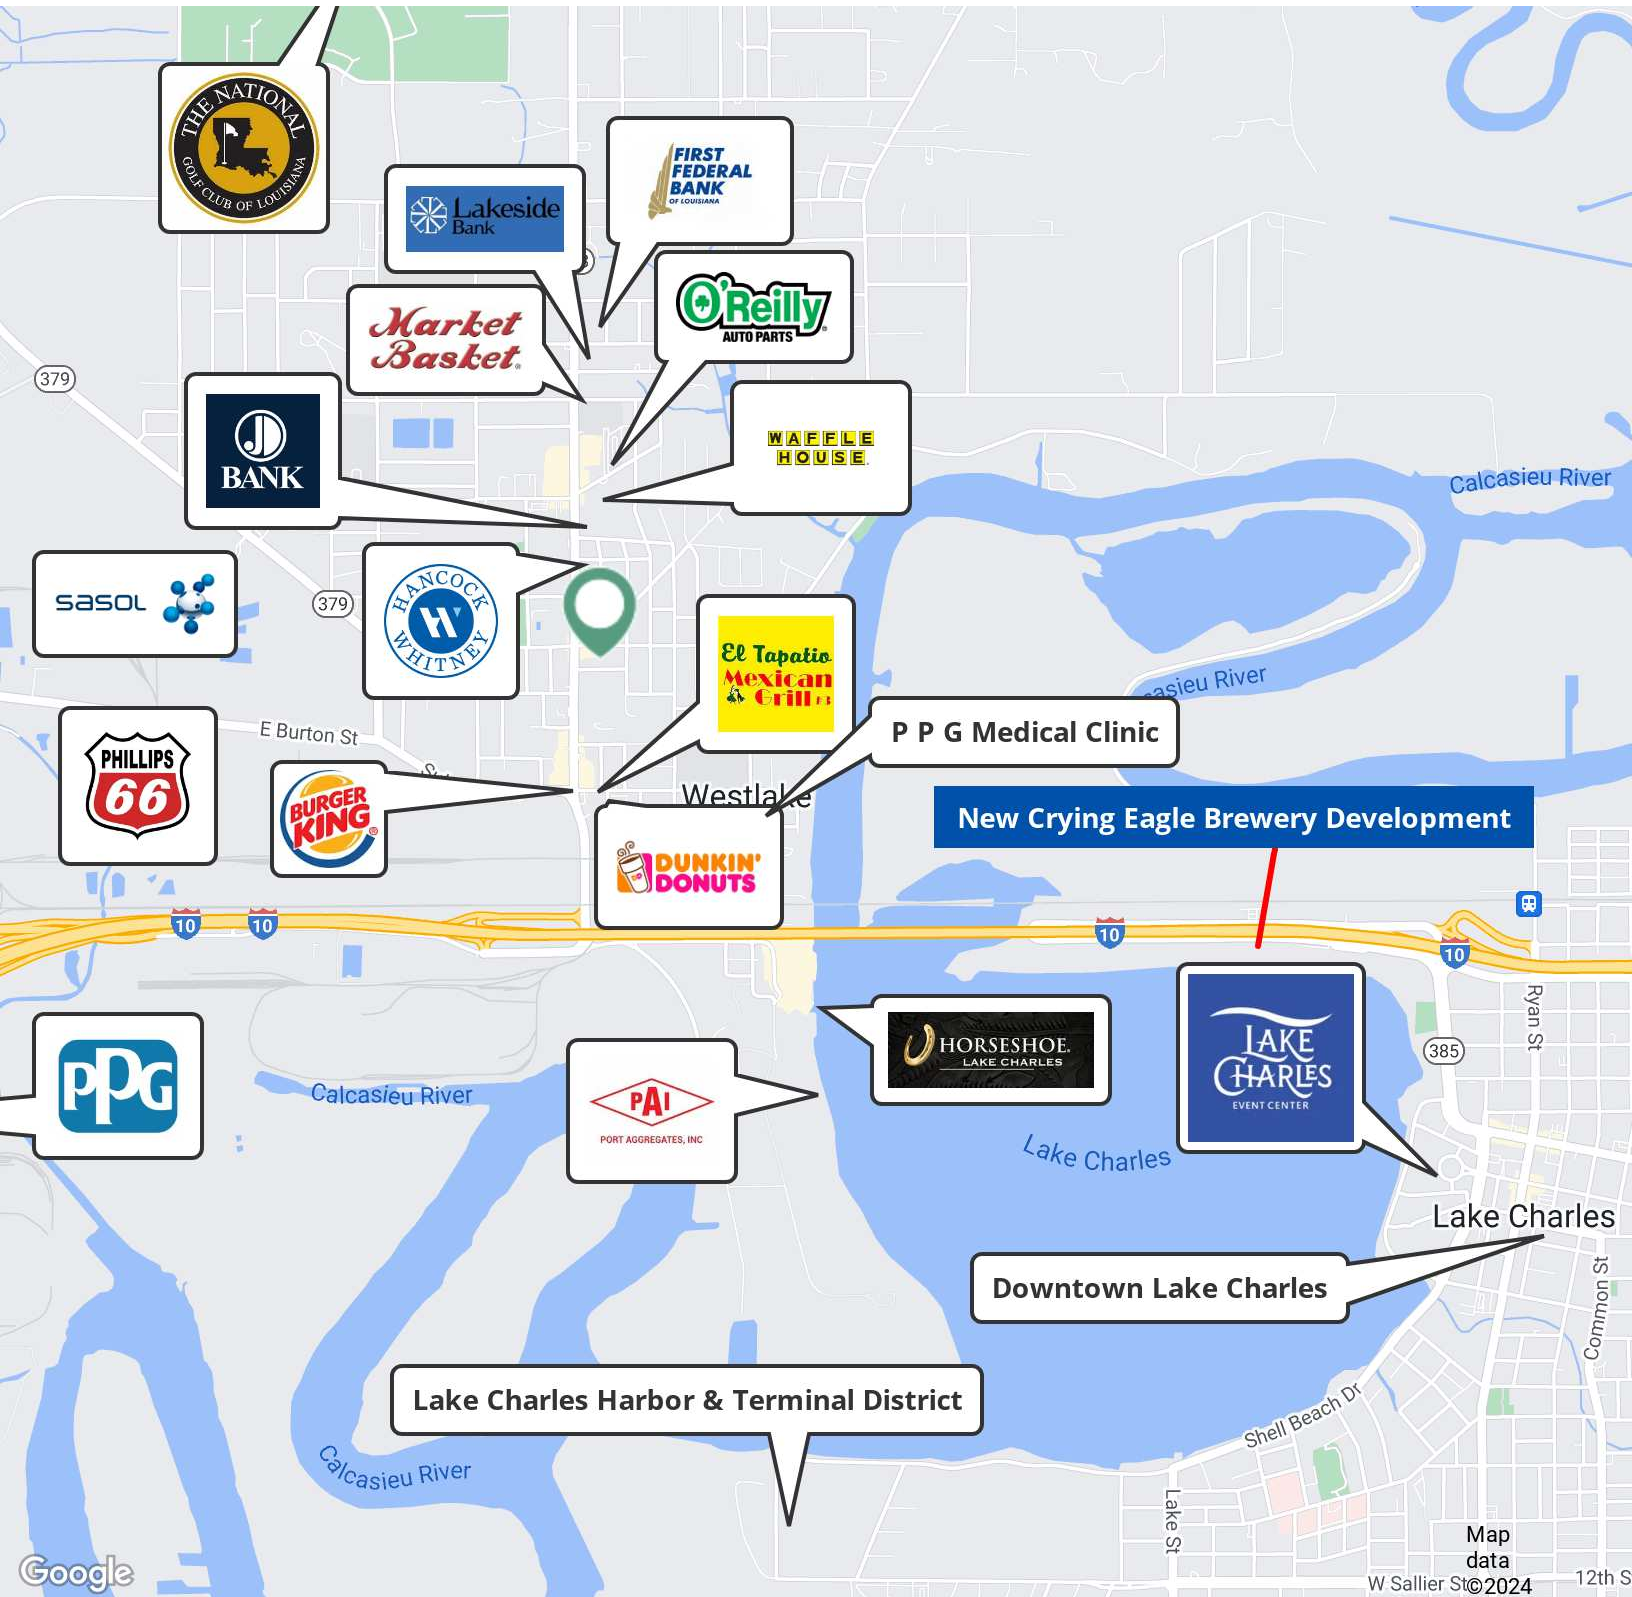 THE NATIONAL
GOLF CLUB OF LOUISIANA
FIRST
FEDERAL
BANK
OF LOUISIANA
Lakeside
Bank
O'Reilly®
AUTO PARTS
Market
Basket®
379
WAFFLE
HOUSE
JD
BANK
Calcasieu River
sasol
379
HANCOCK
WHITNEY
El Tapatio
Mexican
Grill #3
casieu River
P P G Medical Clinic
E Burton St
PHILLIPS
66
BURGER
KING®
Westlake
New Crying Eagle Brewery Development
DUNKIN'
DONUTS
10
10
10
10
Ryan St
HORSESHOE.
LAKE CHARLES
LAKE
CHARLES
EVENT CENTER
385
PPG
Calcasieu River
PAI
PORT AGGREGATES, INC
Lake Charles
Lake Charles
Downtown Lake Charles
Common St
Lake Charles Harbor & Terminal District
Shell Beach Dr
Calcasieu River
Lake St
Google
Map
data
©2024
W Sallier St
12th S